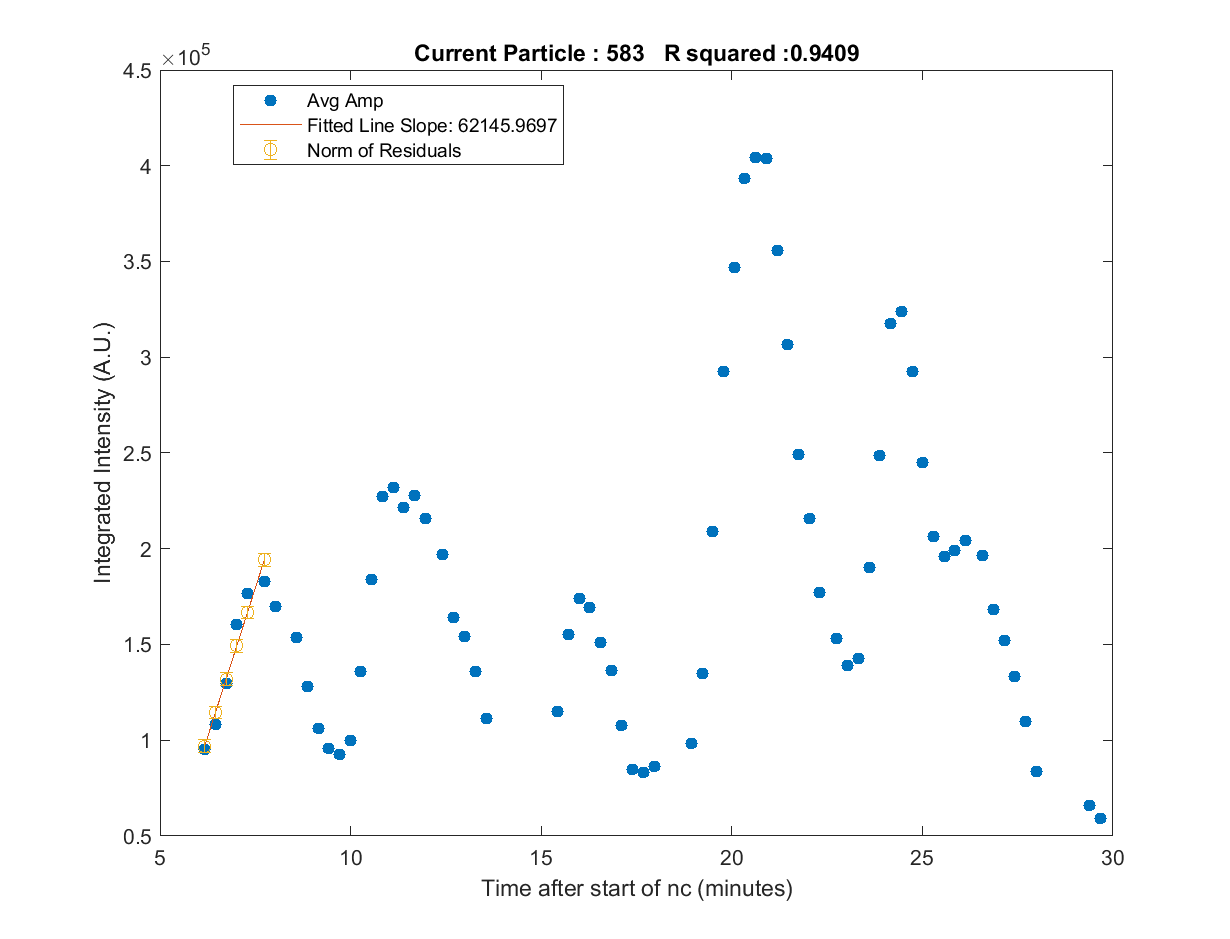 Current Particle : 583   R squared :0.9409
×10^5
4.5
4
3.5
3
2.5
2
1.5
1
0.5
5
10
15
20
25
30
Avg Amp
Fitted Line Slope: 62145.9697
Norm of Residuals
Integrated Intensity (A.U.)
Time after start of nc (minutes)